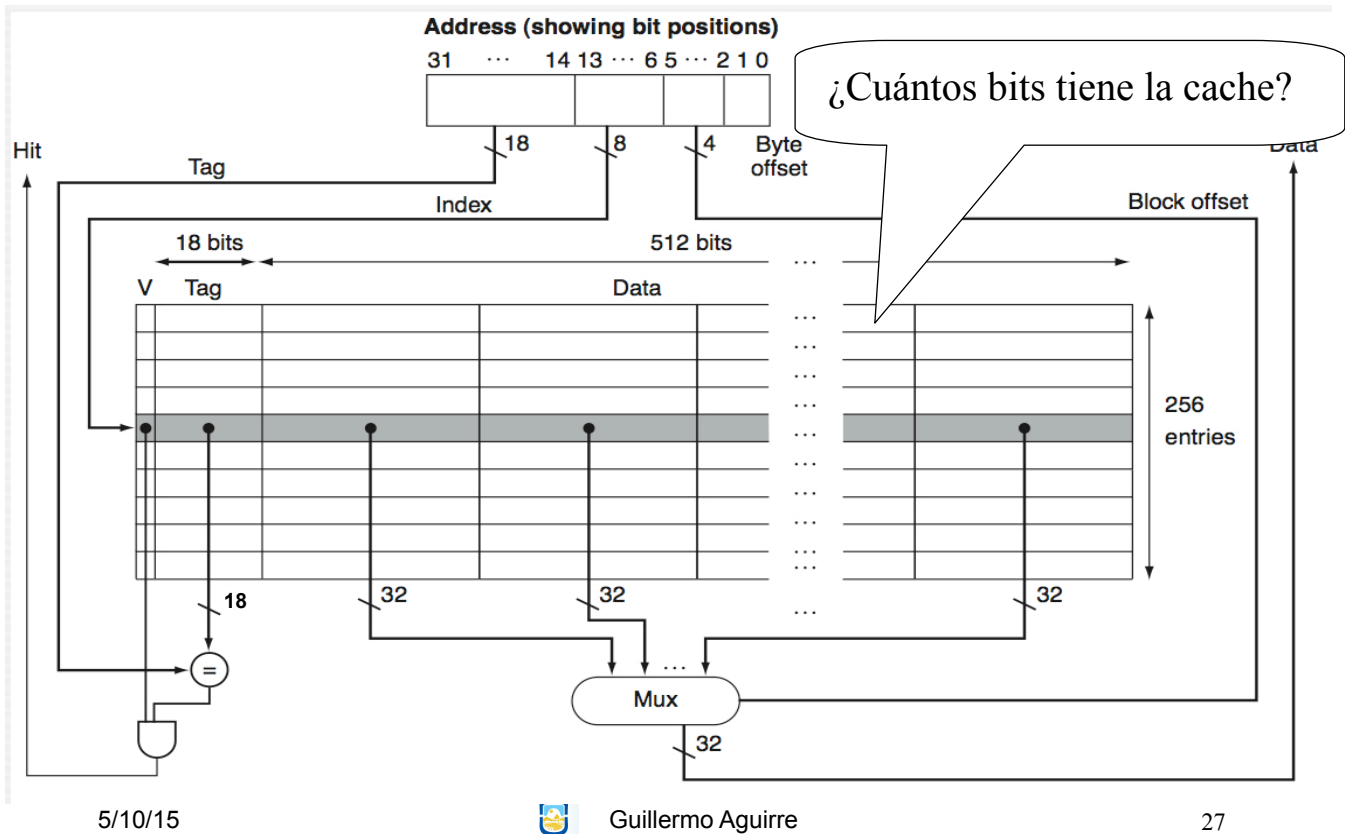 Address (showing bit positions)
31 ··· 14 13 ··· 6 5 ··· 2 1 0
¿Cuántos bits tiene la cache?
Hit
18
8
4
Byte
offset
Data
Tag
Index
Block offset
18 bits
512 bits
···
V
Tag
Data
···
···
···
···
···
···
···
···
···
···
256
entries
18
32
32
···
32
=
···
Mux
32
5/10/15
Guillermo Aguirre
27